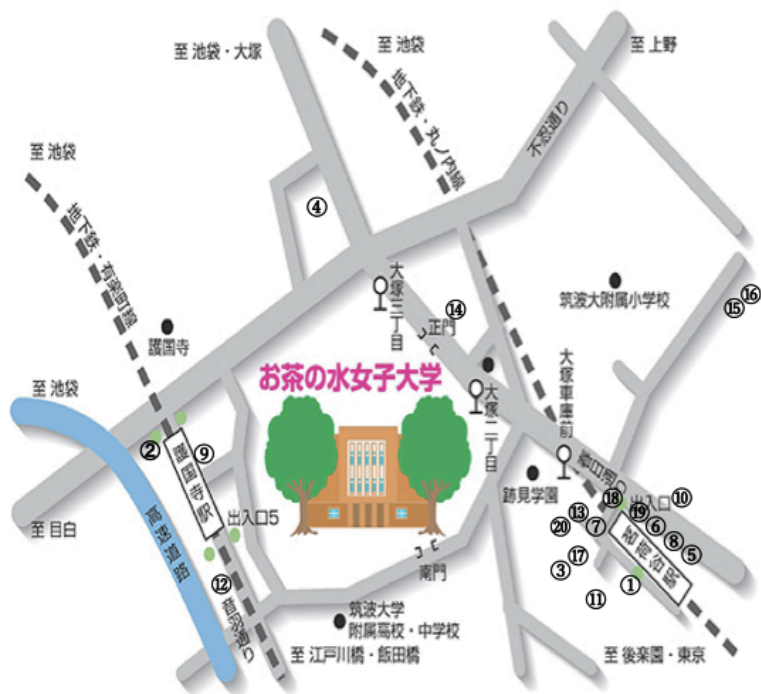 至 池袋・大塚
至 池袋
至 上野
地下鉄・丸ノ内線
不忍通り
至 池袋
地下鉄・有楽町線
④
大塚三丁目
⑭
正門
筑波大附属小学校
⑯
⑮
護国寺
お茶の水女子大学
至 池袋
大塚二丁目
大塚車庫前
②
護国寺駅
⑨
跡見学園
春日通り
⑱
出入口
⑩
⑬
⑲
⑳
⑦
⑥
⑧
⑤
茗荷谷駅
至 目白
高速道路
出入口5
南門
⑰
③
①
⑪
⑫
音羽通り
筑波大学
附属高校・中学校
至 江戸川橋・飯田橋
至 後楽園・東京